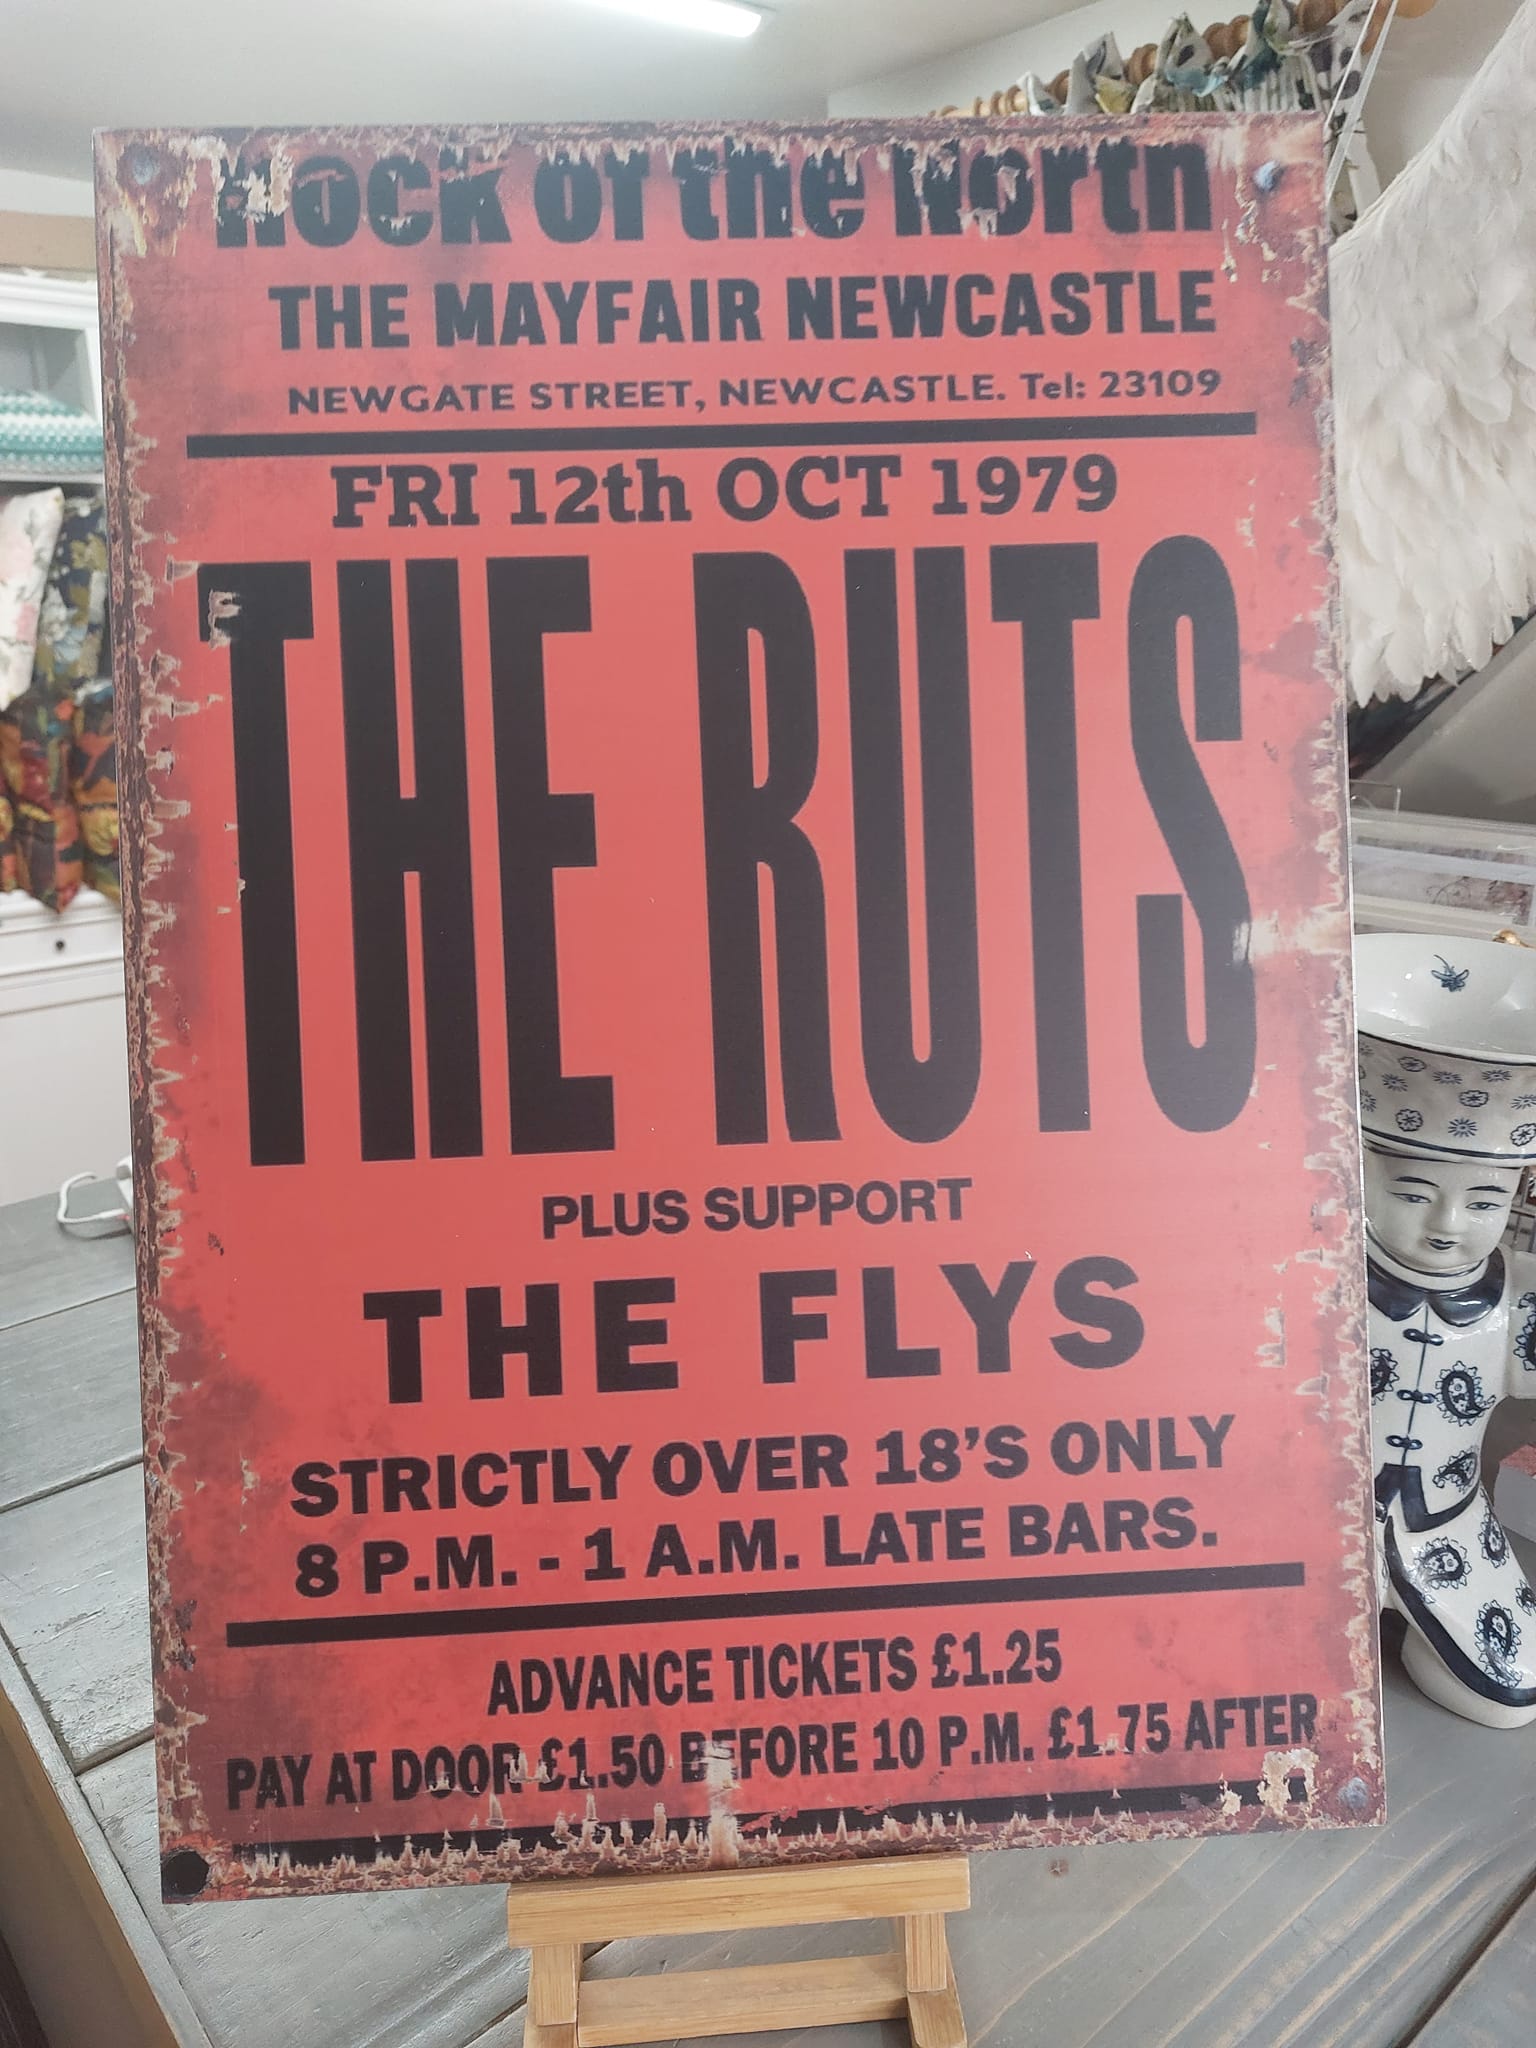 Rock of the North
THE MAYFAIR NEWCASTLE
NEWGATE STREET, NEWCASTLE. Tel: 23109
FRI 12th OCT 1979
THE RUTS
PLUS SUPPORT
THE FLYS
STRICTLY OVER 18'S ONLY
8 P.M. - 1 A.M. LATE BARS.
ADVANCE TICKETS £1.25
PAY AT DOOR £1.50 BEFORE 10 P.M. £1.75 AFTER